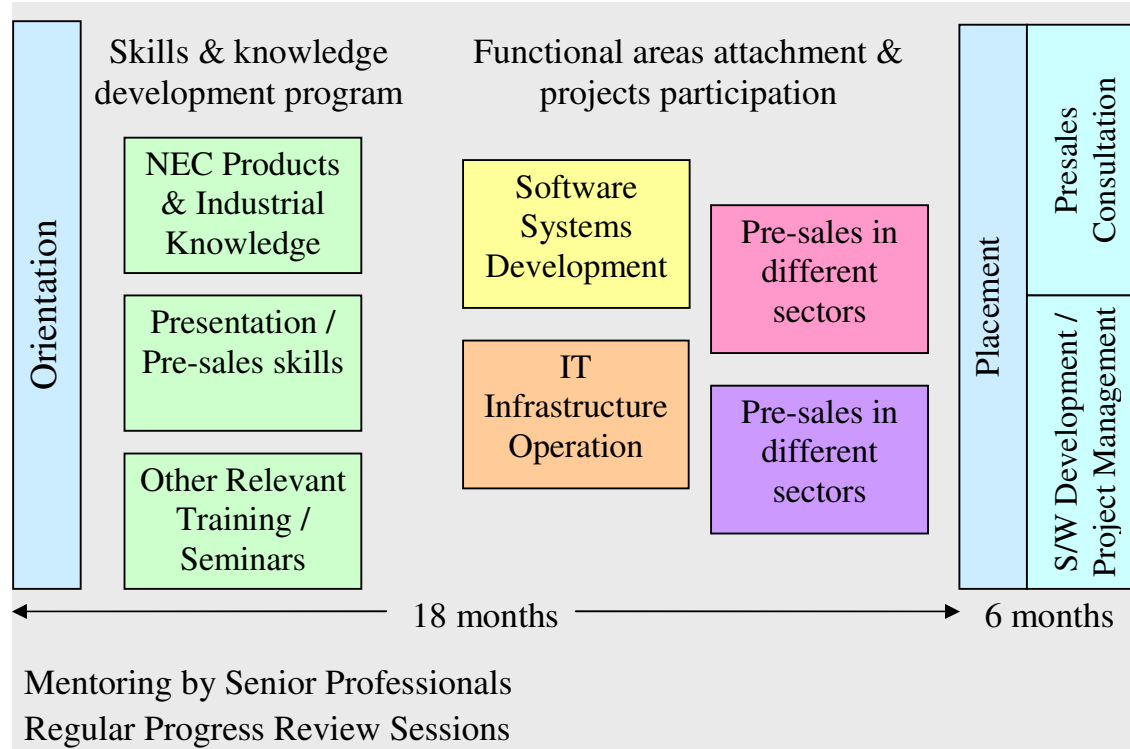 Orientation
Skills & knowledge
development program
NEC Products
& Industrial
Knowledge
Presentation /
Pre-sales skills
Other Relevant
Training /
Seminars
Functional areas attachment &
projects participation
Software
Systems
Development
IT
Infrastructure
Operation
Pre-sales in
different
sectors
Pre-sales in
different
sectors
Placement
Presales
Consultation
S/W Development /
Project Management
18 months
6 months
Mentoring by Senior Professionals
Regular Progress Review Sessions